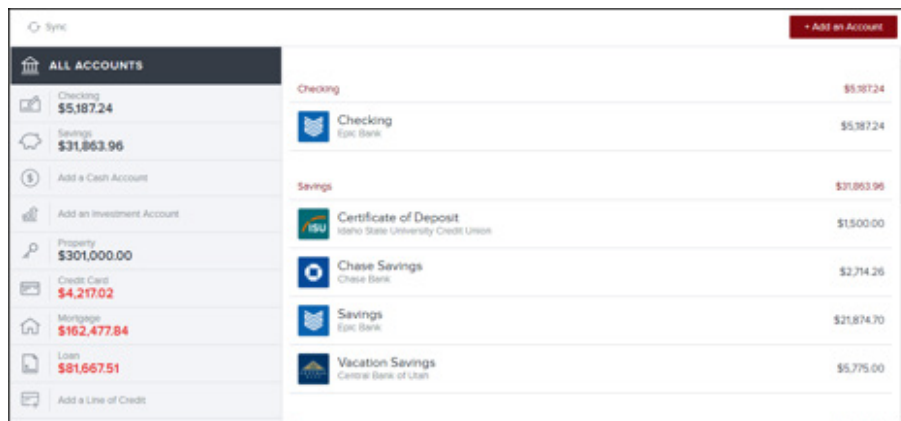 Sync
+ Add an Account
ALL ACCOUNTS
Checking
$5,187.24
Savings
$31,863.96
Add a Cash Account
Add an Investment Account
Property
$301,000.00
Credit Card
$4,217.02
Mortgage
$162,477.84
Loan
$81,667.51
Add a Line of Credit
Checking $5,187.24
Checking
Epic Bank
$5,187.24
Savings $31,863.96
ISU
Certificate of Deposit
Idaho State University Credit Union
$1,500.00
Chase Savings
Chase Bank
$2,714.26
Savings
Epic Bank
$21,874.70
Vacation Savings
Central Bank of Utah
$5,775.00